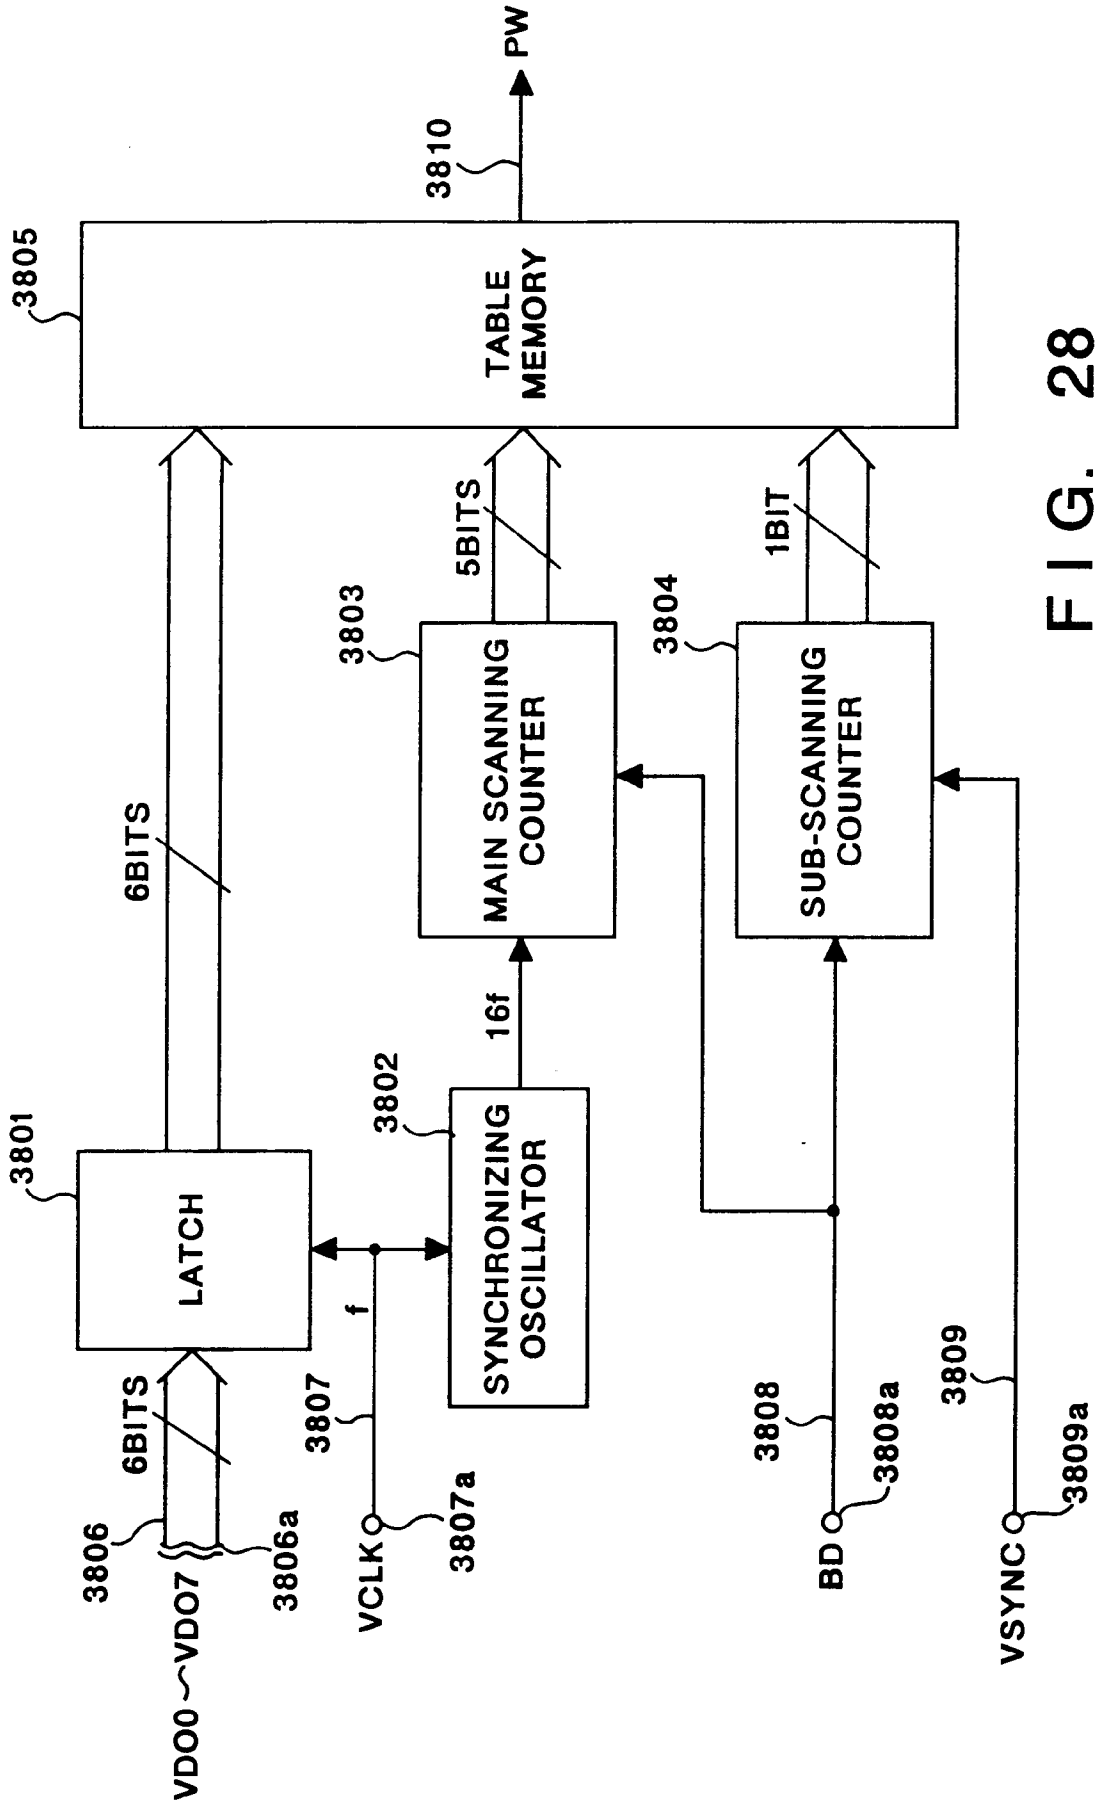 VDO0~VDO7
3806
3806a
6BITS
3801
LATCH
6BITS
3805
TABLE
MEMORY
3810
PW
VCLK
3807a
3807
f
3802
SYNCHRONIZING
OSCILLATOR
16f
3803
MAIN SCANNING
COUNTER
5BITS
BD
3808a
3808
3804
SUB-SCANNING
COUNTER
1BIT
VSYNC
3809a
3809
FIG. 28